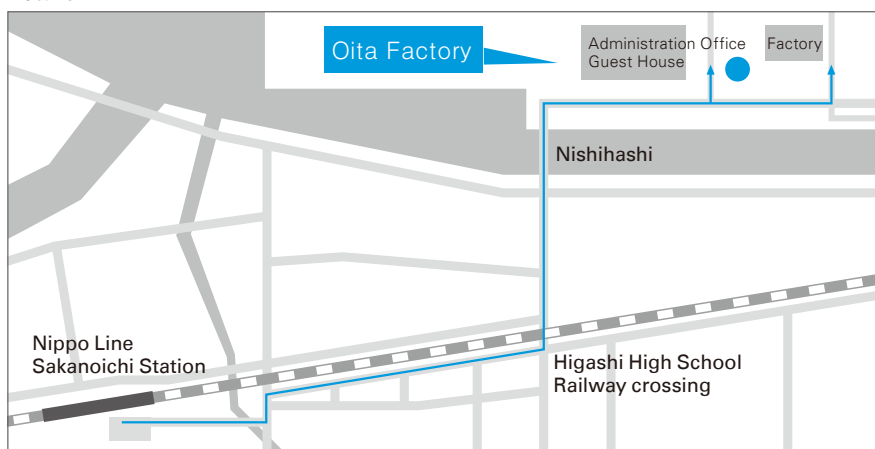 Oita Factory
Administration Office
Guest House
Factory
Nishihashi
Nippo Line
Sakanoichi Station
Higashi High School
Railway crossing